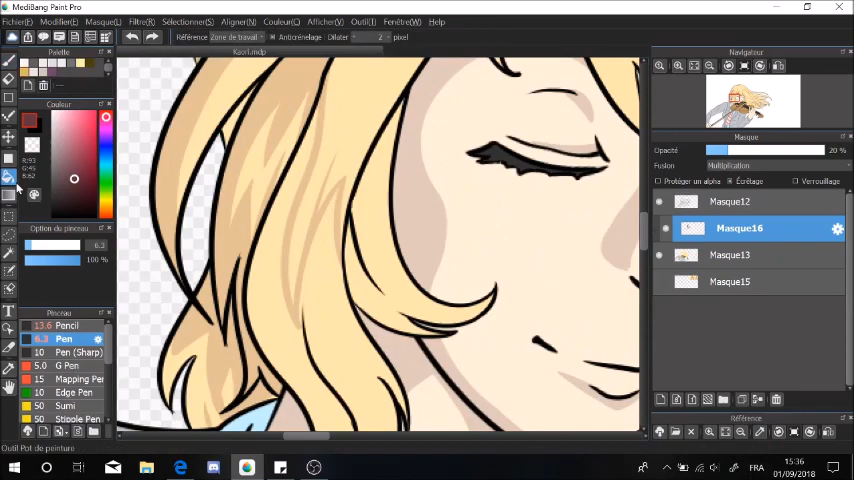 MediBang Paint Pro
Fichier(F) Modifier(E) Masque(L) Filtre(R) Sélectionner(S) Aligner(N) Couleur(C) Afficher(V) Outil(T) Fenêtre(W) Help
Référence Zone de travail Anticrénelage: Dilater 2 pixel
Palette
Kaori.mdp
Navigateur
Couleur
R:93
G:45
B:62
Masque
Opacité 20 %
Fusion Multiplication
Protéger un alpha Écrêtage Verrouillage
Masque12
Masque16
Masque13
Masque15
Option du pinceau
6.3
100 %
Pinceau
13.6 Pencil
6.3 Pen
10 Pen (Sharp)
5.0 G Pen
15 Mapping Pen
10 Edge Pen
50 Sumi
50 Stipple Pen
Référence
Outil Pot de peinture
FRA
15:36
01/09/2018